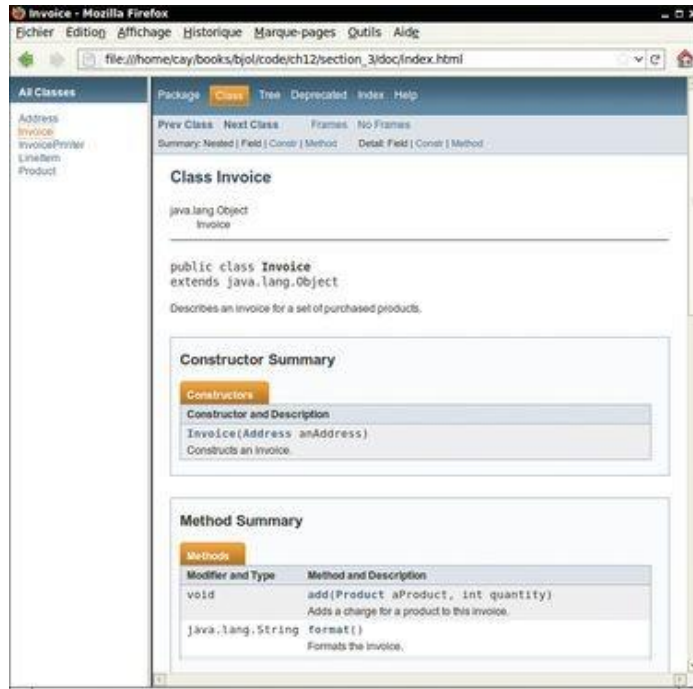 Invoice - Mozilla Firefox
Fichier Edition Affichage Historique Marque-pages Outils Aide
file:///home/cay/books/bjol/code/ch12/section_3/doc/index.html
All Classes
Address
Invoice
InvoicePrinter
LineItem
Product
Package Class Tree Deprecated Index Help
Prev Class Next Class Frames No Frames
Summary: Nested | Field | Constr | Method Detail: Field | Constr | Method
Class Invoice
java.lang.Object
Invoice
public class Invoice
extends java.lang.Object
Describes an invoice for a set of purchased products.
Constructor Summary
Constructors
Constructor and Description
Invoice(Address anAddress)
Constructs an invoice.
Method Summary
Methods
Modifier and Type Method and Description
void add(Product aProduct, int quantity)
Adds a charge for a product to this invoice.
java.lang.String format()
Formats the invoice.